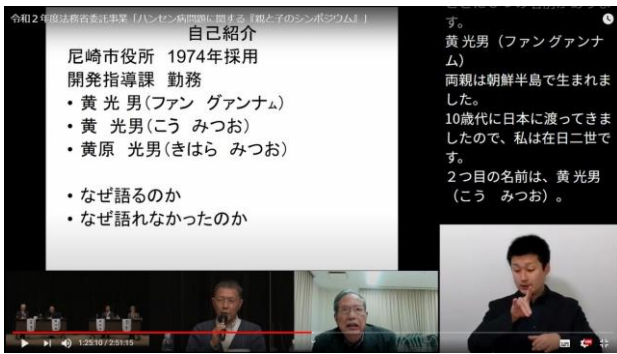 令和２年度法務省委託事業「ハンセン病問題に関する『親と子のシンポジウム』」
自己紹介
尼崎市役所 1974年採用
開発指導課 勤務
• 黄 光 男(ファン グァンナム)
• 黄 光男(こう みつお)
• 黄原 光男(きはら みつお)
• なぜ語るのか
• なぜ語れなかったのか
す。
黄 光男（ファン グァンナ
ム）
両親は朝鮮半島で生まれま
した。
10歳代に日本に渡ってきま
したので、私は在日二世で
す。
２つ目の名前は、黄 光男
（こう みつお）。
1:25:10 / 2:51:15